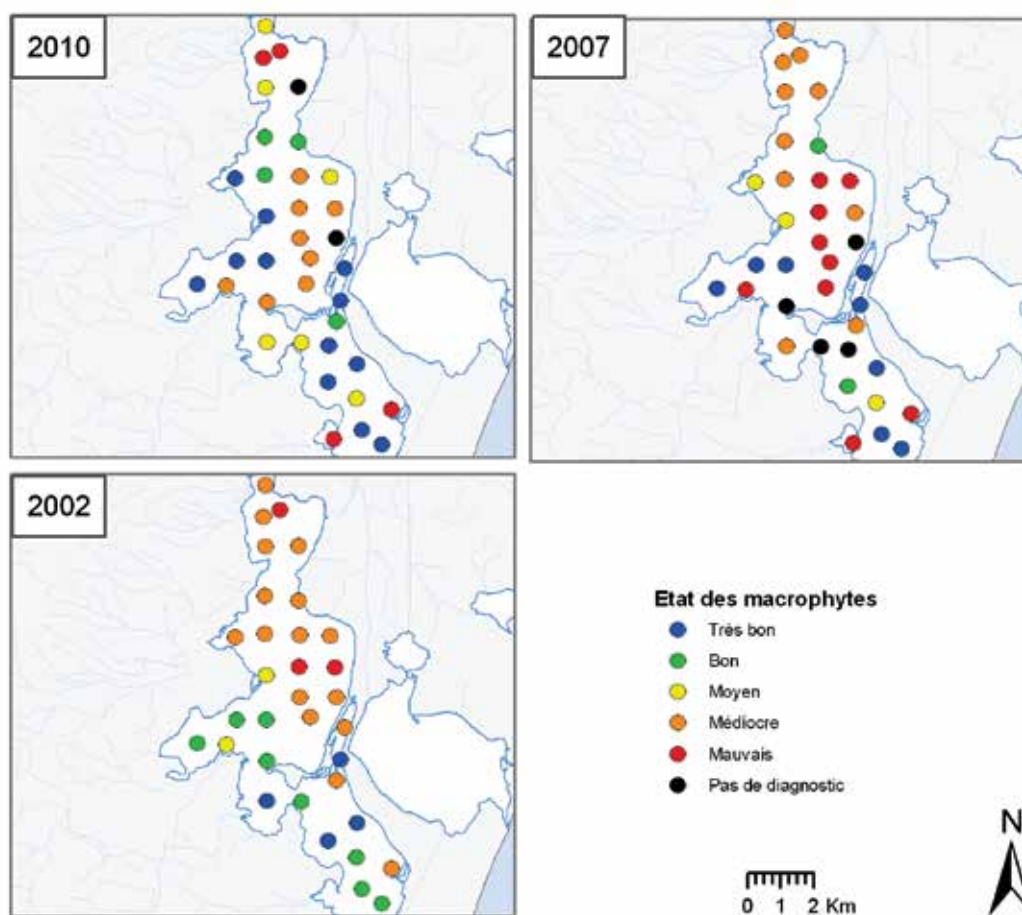 2010
2007
2002
Etat des macrophytes
Très bon
Bon
Moyen
Médiocre
Mauvais
Pas de diagnostic
N
0 1 2 Km